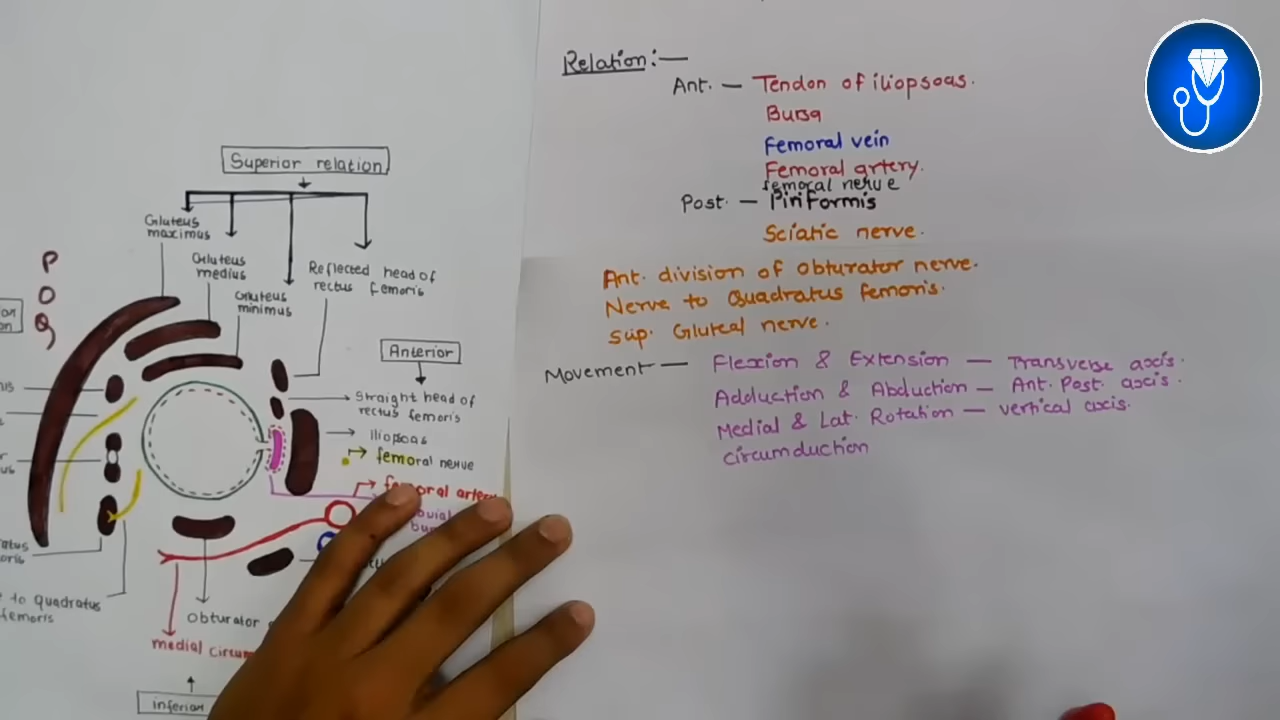 Superior relation
Gluteus
maximus
Gluteus
medius
Gluteus
minimus
Reflected head of
rectus femoris
P
O
Q
Anterior
Straight head of
rectus femoris
iliopsoas
femoral nerve
femoral artery
to quadratus
femoris
Obturator
medial circum
inferior
Relation :—
Ant. — Tendon of iliopsoas.
Bursa
Femoral vein
Femoral artery.
femoral nerve
Post. — Piriformis
Sciatic nerve.
Ant. division of obturator nerve.
Nerve to Quadratus femoris.
Sup. Gluteal nerve.
Movement — Flexion & Extension — Transverse axis.
Adduction & Abduction — Ant. Post. axis.
Medial & Lat. Rotation — vertical axis.
circumduction